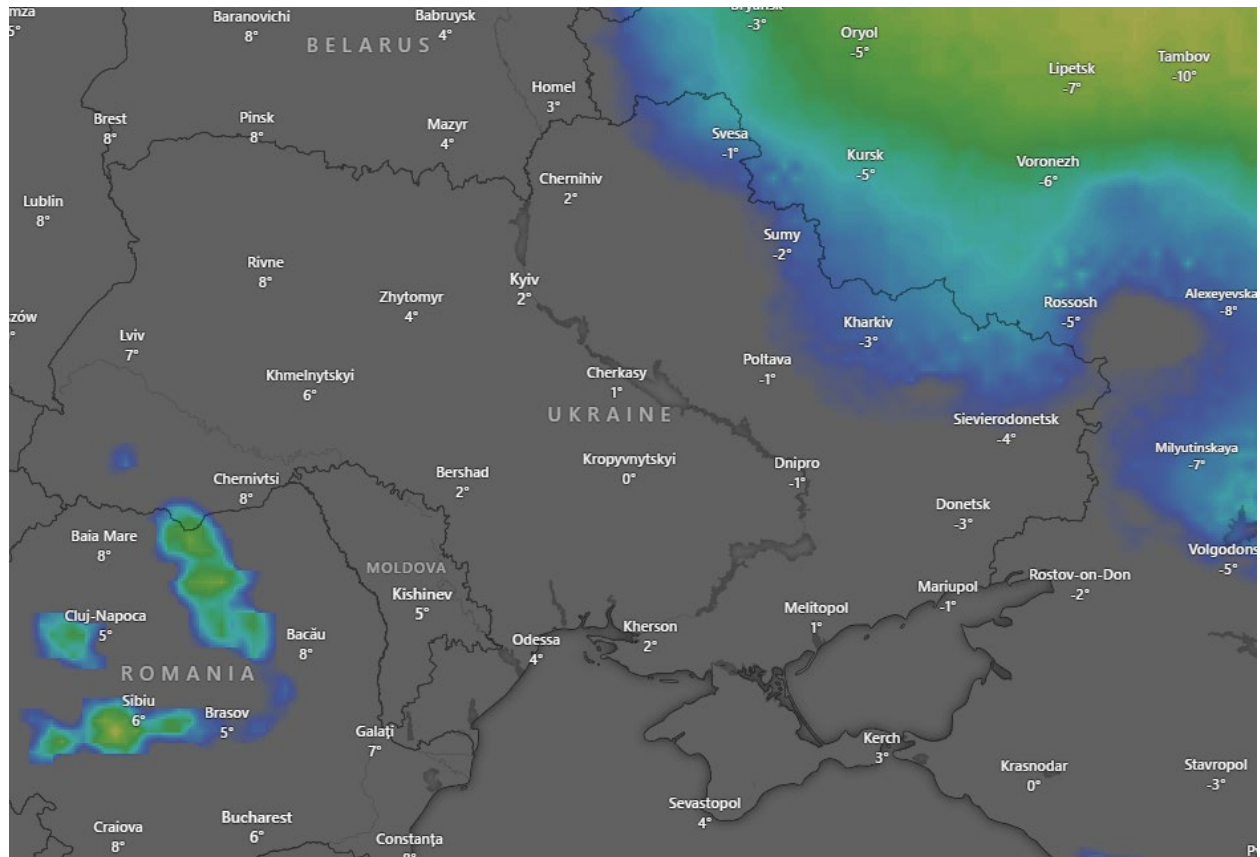 mza
5°
Baranovichi
8°
Babruysk
4°
BELARUS
Bryansk
-3°
Oryol
-5°
Lipetsk
-7°
Tambov
-10°
Homel
3°
Brest
8°
Pinsk
8°
Mazyr
4°
Svesa
-1°
Kursk
-5°
Voronezh
-6°
Lublin
8°
Chernihiv
2°
Sumy
-2°
Rivne
8°
Zhytomyr
4°
Kyiv
2°
Rossosh
-5°
Alexeyevska
-8°
szów
°
Lviv
7°
Kharkiv
-3°
Khmelnytskyi
6°
Cherkasy
1°
Poltava
-1°
UKRAINE
Sievierodonetsk
-4°
Chernivtsi
8°
Bershad
2°
Kropyvnytskyi
0°
Dnipro
-1°
Milyutinskaya
-7°
Baia Mare
8°
Donetsk
-3°
MOLDOVA
Kishinev
5°
Volgodons
-5°
Mariupol
-1°
Rostov-on-Don
-2°
Cluj-Napoca
5°
Bacău
8°
Odessa
4°
Kherson
2°
Melitopol
1°
ROMANIA
Sibiu
6°
Brasov
5°
Galați
7°
Kerch
3°
Krasnodar
0°
Stavropol
-3°
Craiova
8°
Bucharest
6°
Constanța
Sevastopol
4°